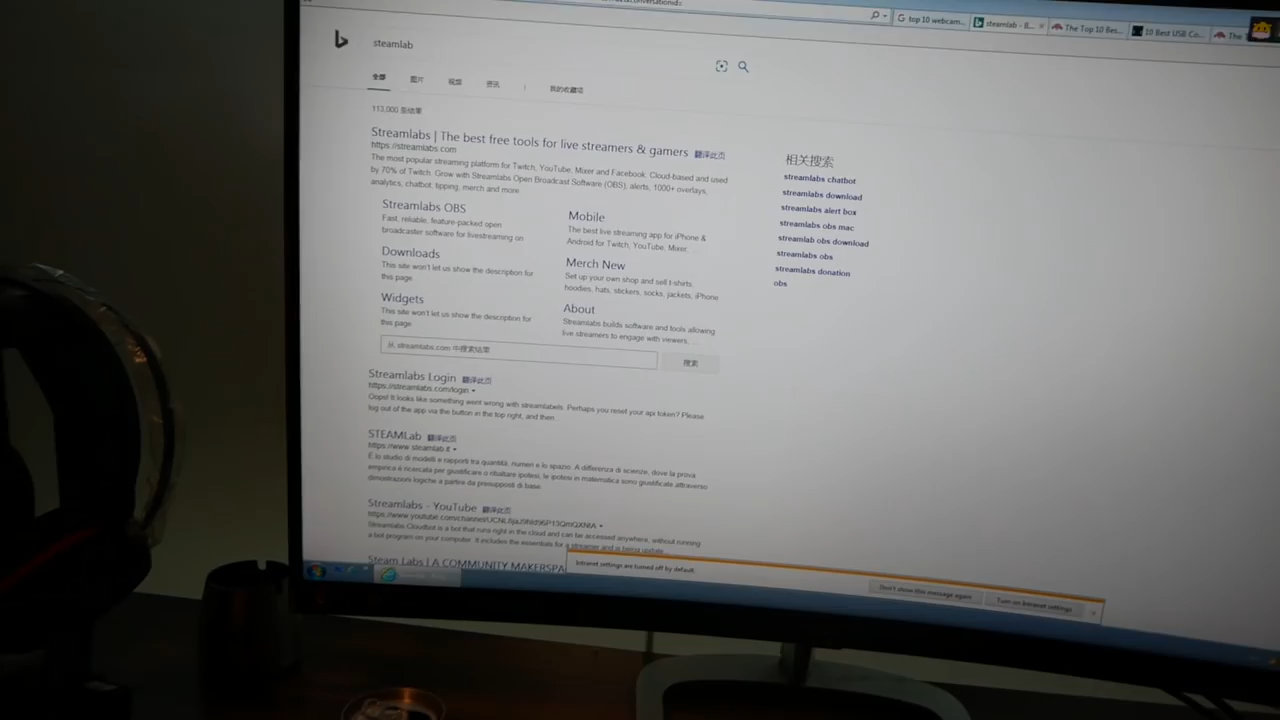 top 10 webcam...
steamlab - B...
The Top 10 Bes...
10 Best USB Co...
The
steamlab
全部 图片 视频 资讯 我的收藏项
113,000 条结果
Streamlabs | The best free tools for live streamers & gamers 翻译此页
https://streamlabs.com
The most popular streaming platform for Twitch, YouTube, Mixer and Facebook. Cloud-based and used
by 70% of Twitch. Grow with Streamlabs Open Broadcast Software (OBS), alerts, 1000+ overlays,
analytics, chatbot, tipping, merch and more.
Streamlabs OBS
Fast, reliable, feature-packed open
broadcaster software for livestreaming on
Downloads
This site won't let us show the description for
this page.
Widgets
This site won't let us show the description for
this page.
Mobile
The best live streaming app for iPhone &
Android for Twitch, YouTube, Mixer...
Merch New
Set up your own shop and sell t-shirts,
hoodies, hats, stickers, socks, jackets, iPhone
About
Streamlabs builds software and tools allowing
live streamers to engage with viewers, ...
从 streamlabs.com 中搜索结果
搜索
Streamlabs Login 翻译此页
https://streamlabs.com/login
Oops! It looks like something went wrong with streamlabels. Perhaps you reset your api token? Please
log out of the app via the button in the top right, and then
STEAMLab 翻译此页
https://www.steamlab.it
È lo studio di modelli e rapporti tra quantità, numeri e lo spazio. A differenza di scienze, dove la prova
empirica è ricercata per giustificare o ribaltare ipotesi, le ipotesi in matematica sono giustificate attraverso
dimostrazioni logiche a partire da presupposti di base.
Streamlabs - YouTube 翻译此页
Streamlabs Cloudbot is a bot that runs right in the cloud and can be accessed anywhere, without running
a bot program on your computer. It includes the essentials for a streamer and is being update
Steam Labs | A COMMUNITY MAKERSPA
相关搜索
streamlabs chatbot
streamlabs download
streamlabs alert box
streamlabs obs mac
streamlab obs download
streamlabs obs
streamlabs donation
obs
Intranet settings are turned off by default.
Don't show this message again
Turn on Intranet settings